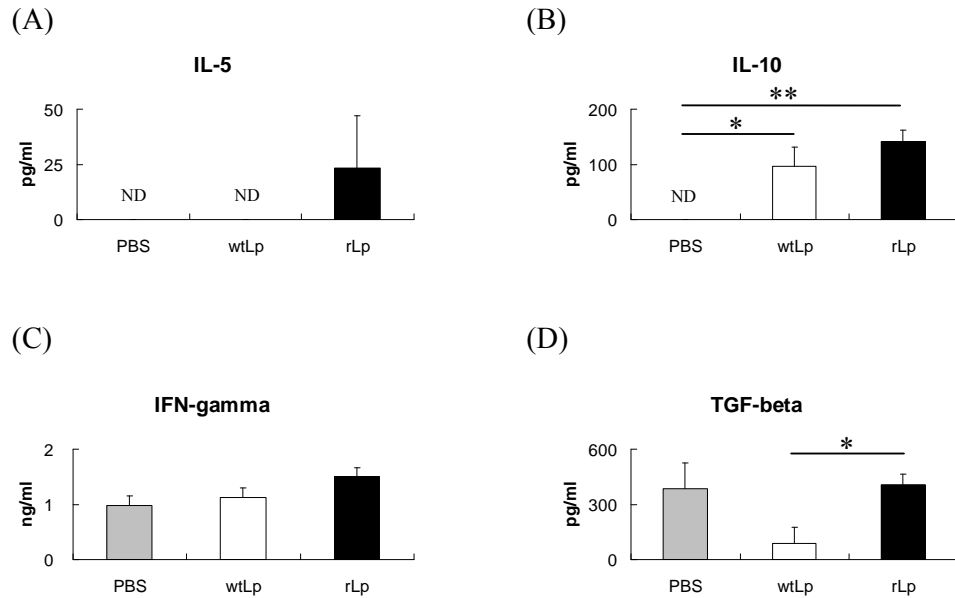 (A)
IL-5
50
25
0
pg/ml
ND
ND
PBS
wtLp
rLp
(B)
IL-10
200
100
0
pg/ml
**
*
ND
PBS
wtLp
rLp
(C)
IFN-gamma
2
1
0
ng/ml
PBS
wtLp
rLp
(D)
TGF-beta
600
300
0
pg/ml
*
PBS
wtLp
rLp